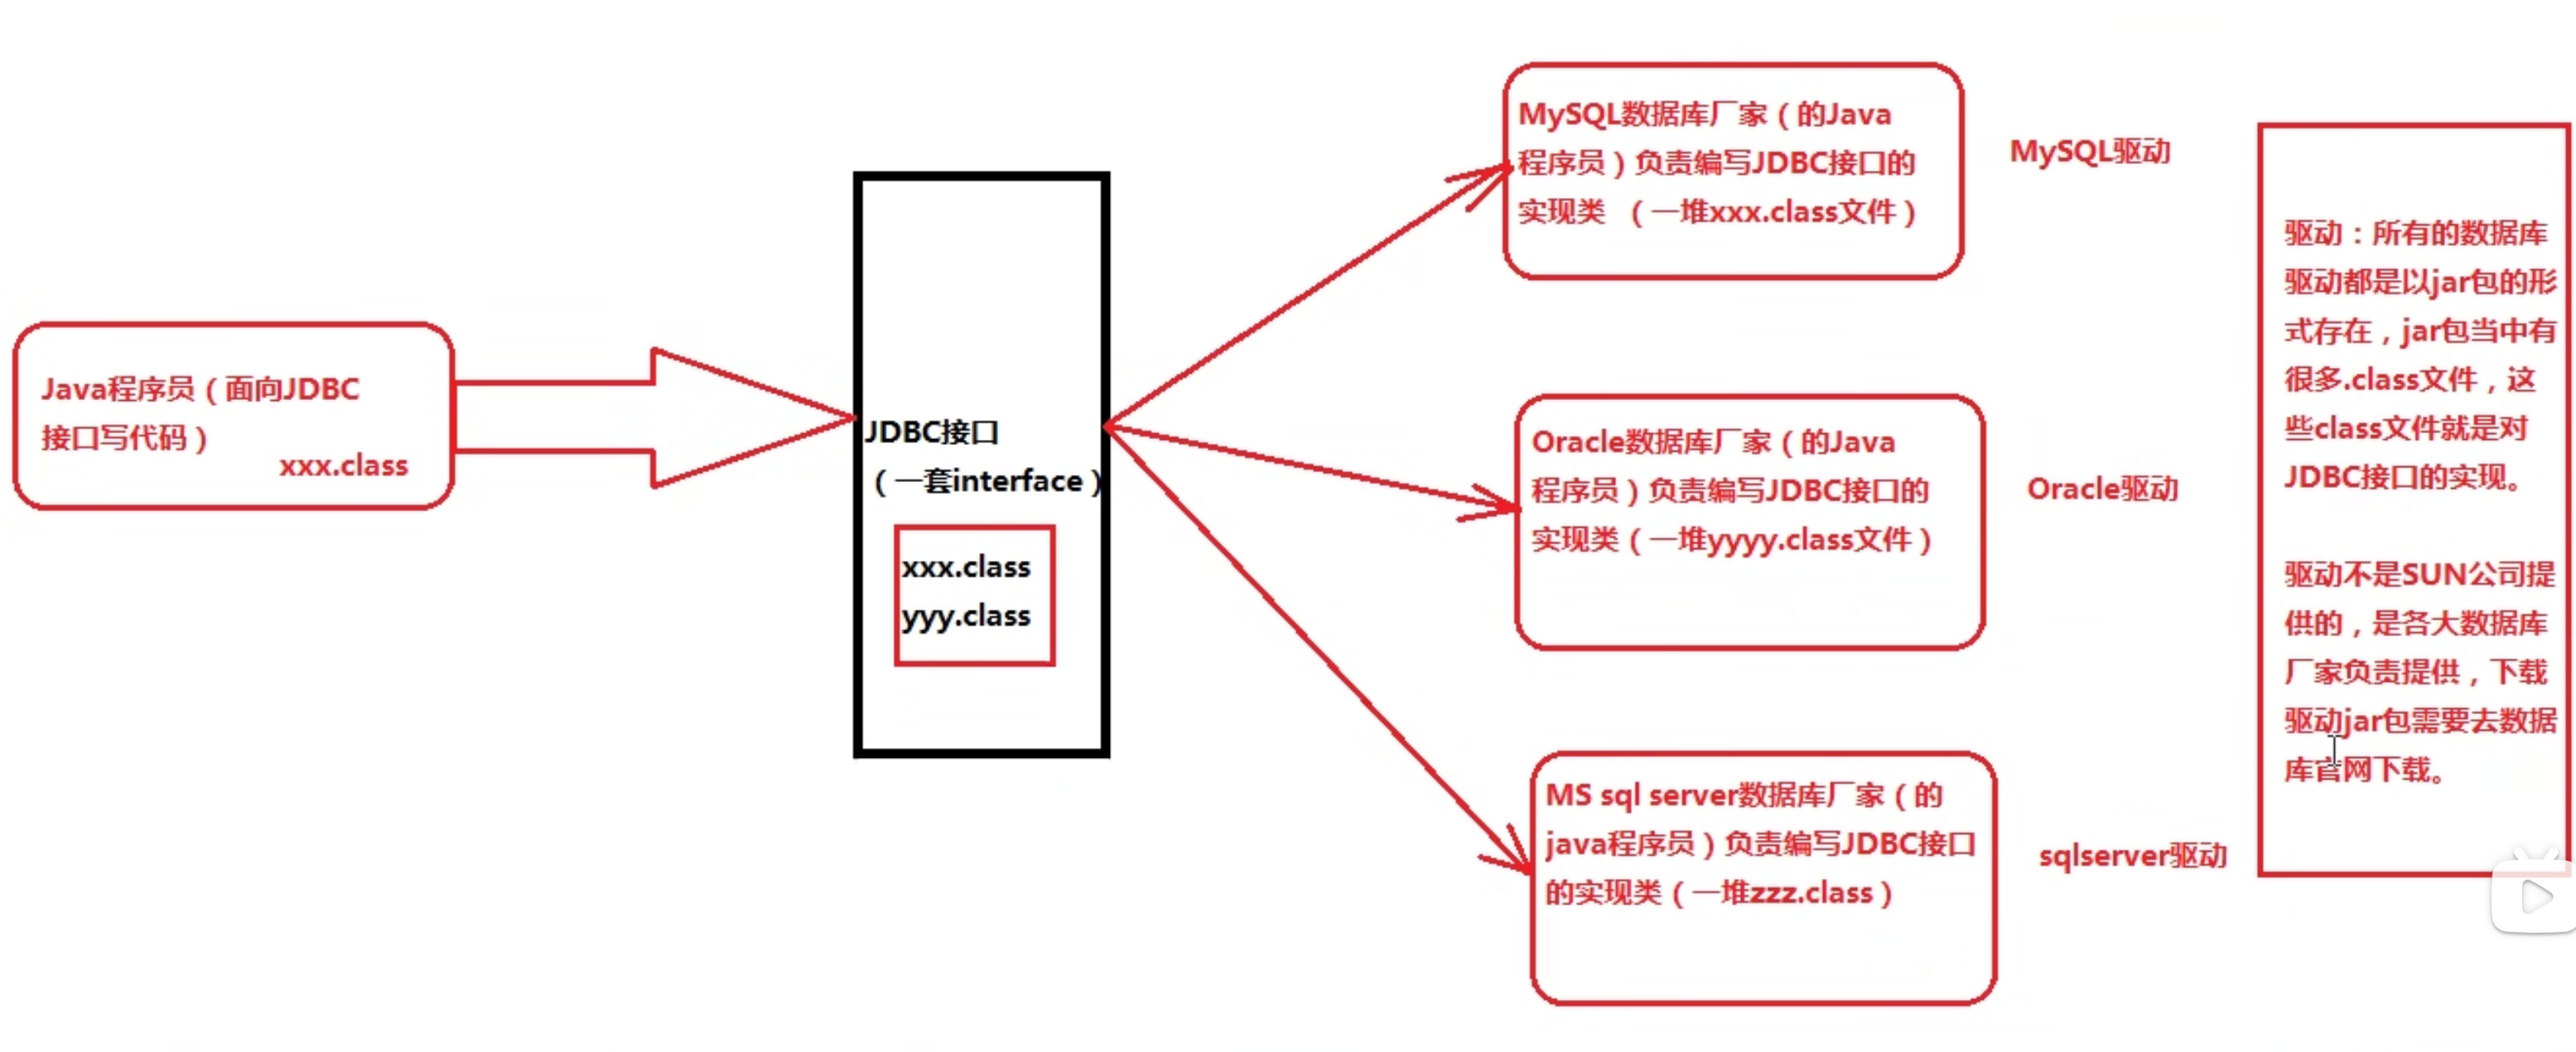 Java程序员（面向JDBC
接口写代码）
xxx.class
JDBC接口
（一套interface）
xxx.class
yyy.class
MySQL数据库厂家（的Java
程序员）负责编写JDBC接口的
实现类 （一堆xxx.class文件）
MySQL驱动
Oracle数据库厂家（的Java
程序员）负责编写JDBC接口的
实现类（一堆yyyy.class文件）
Oracle驱动
MS sql server数据库厂家（的
java程序员）负责编写JDBC接口
的实现类（一堆zzz.class）
sqlserver驱动
驱动：所有的数据库
驱动都是以jar包的形
式存在，jar包当中有
很多.class文件，这
些class文件就是对
JDBC接口的实现。
驱动不是SUN公司提
供的，是各大数据库
厂家负责提供，下载
驱动jar包需要去数据
库官网下载。